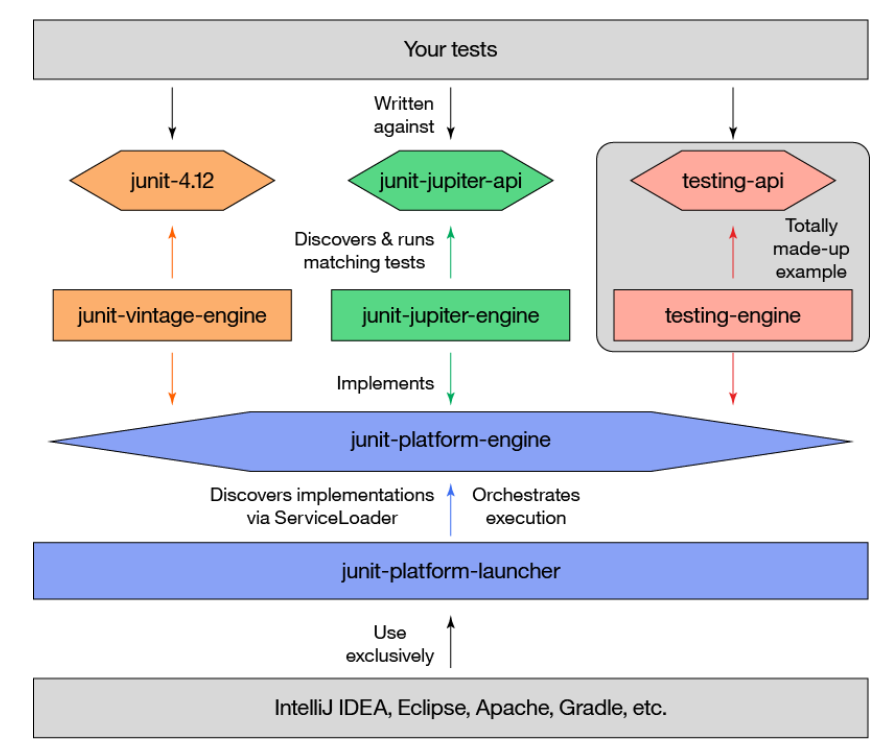 Your tests
Written
against
junit-4.12
junit-jupiter-api
testing-api
Discovers & runs
matching tests
Totally
made-up
example
junit-vintage-engine
junit-jupiter-engine
testing-engine
Implements
junit-platform-engine
Discovers implementations
via ServiceLoader
Orchestrates
execution
junit-platform-launcher
Use
exclusively
IntelliJ IDEA, Eclipse, Apache, Gradle, etc.